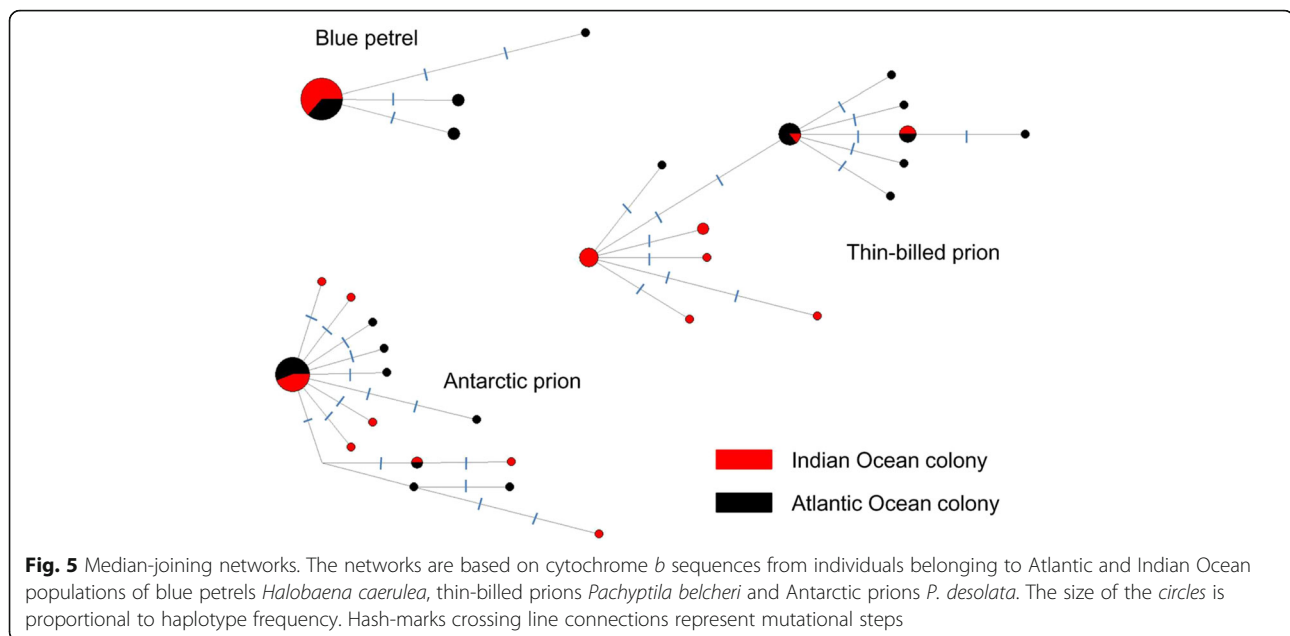 Blue petrel
Thin-billed prion
Antarctic prion
Indian Ocean colony
Atlantic Ocean colony
Fig. 5 Median-joining networks. The networks are based on cytochrome b sequences from individuals belonging to Atlantic and Indian Ocean
populations of blue petrels Halobaena caerulea, thin-billed prions Pachyptila belcheri and Antarctic prions P. desolata. The size of the circles is
proportional to haplotype frequency. Hash-marks crossing line connections represent mutational steps